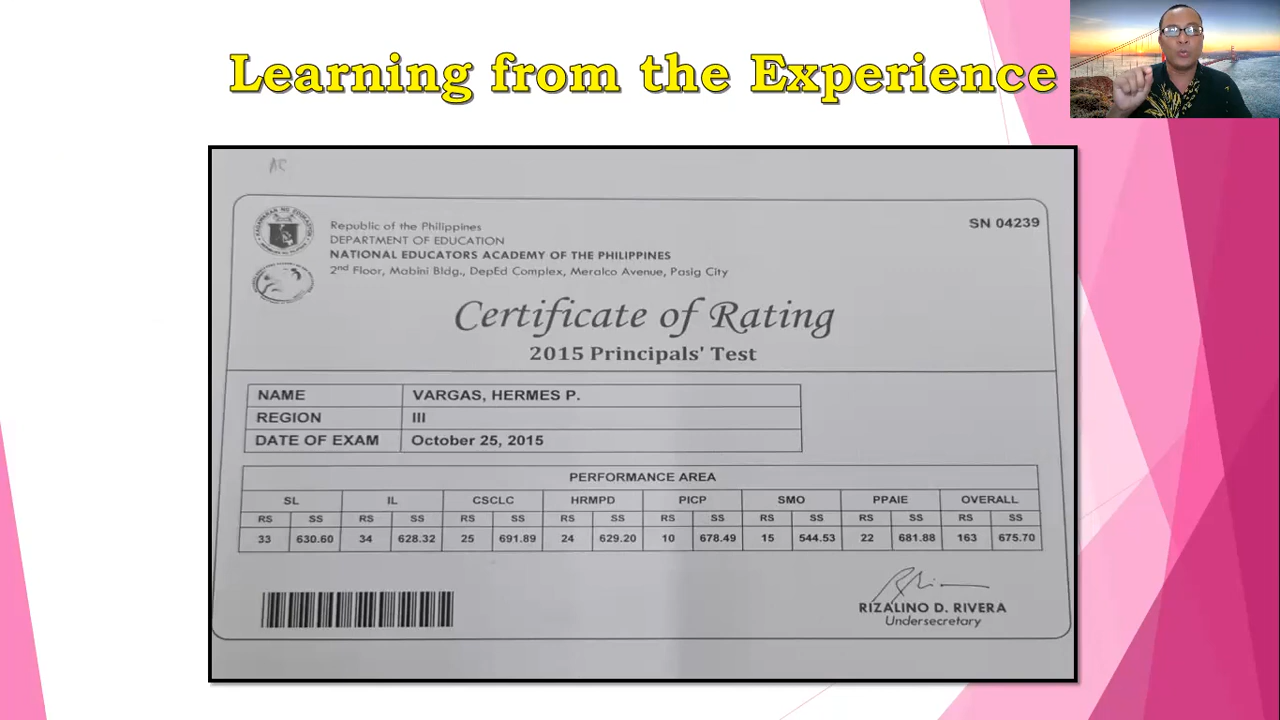 Learning from the Experience
SN 04239
Republic of the Philippines
DEPARTMENT OF EDUCATION
NATIONAL EDUCATORS ACADEMY OF THE PHILIPPINES
2nd Floor, Mabini Bldg., DepEd Complex, Meralco Avenue, Pasig City
Certificate of Rating
2015 Principals' Test
NAME VARGAS, HERMES P.
REGION III
DATE OF EXAM October 25, 2015
PERFORMANCE AREA
SL IL CSCLC HRMPD PICP SMO PPAIE OVERALL
RS SS RS SS RS SS RS SS RS SS RS SS RS SS RS SS
33 630.60 34 628.32 25 691.89 24 629.20 10 678.49 15 544.53 22 681.88 163 675.70
RIZALINO D. RIVERA
Undersecretary